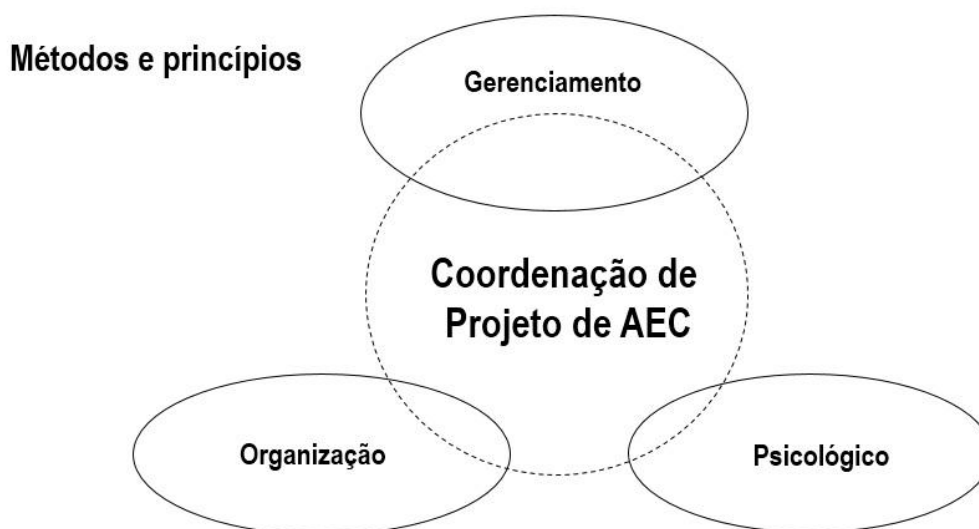 Métodos e princípios
Gerenciamento
Coordenação de
Projeto de AEC
Organização
Psicológico